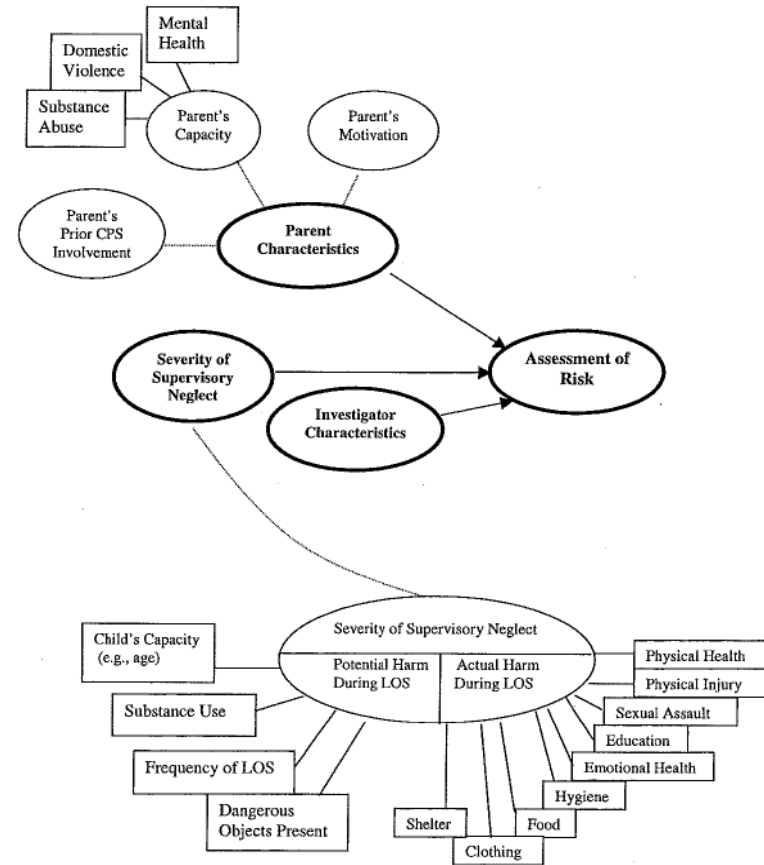 Mental
Health
Domestic
Violence
Substance
Abuse
Parent's
Capacity
Parent's
Motivation
Parent's
Prior CPS
Involvement
Parent
Characteristics
Severity of
Supervisory
Neglect
Assessment of
Risk
Investigator
Characteristics
Severity of Supervisory Neglect
Potential Harm
During LOS
Actual Harm
During LOS
Child's Capacity
(e.g., age)
Substance Use
Frequency of LOS
Dangerous
Objects Present
Physical Health
Physical Injury
Sexual Assault
Education
Emotional Health
Hygiene
Food
Clothing
Shelter